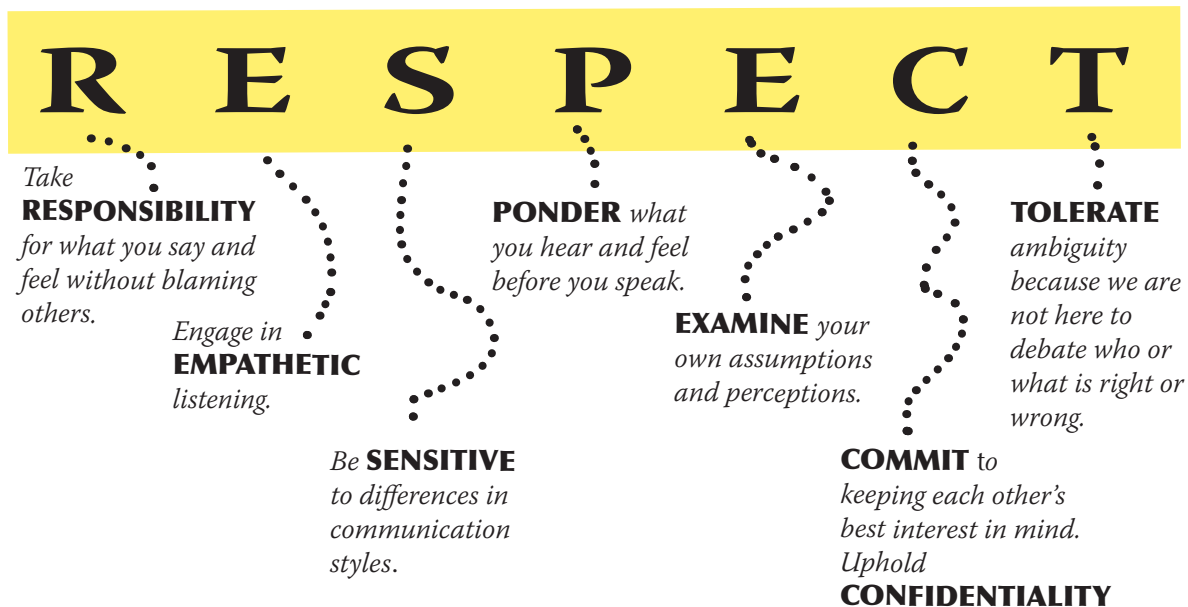 R E S P E C T
Take
RESPONSIBILITY
for what you say and
feel without blaming
others.
Engage in
EMPATHETIC
listening.
Be SENSITIVE
to differences in
communication
styles.
PONDER what
you hear and feel
before you speak.
EXAMINE your
own assumptions
and perceptions.
COMMIT to
keeping each other's
best interest in mind.
Uphold
CONFIDENTIALITY
TOLERATE
ambiguity
because we are
not here to
debate who or
what is right or
wrong.